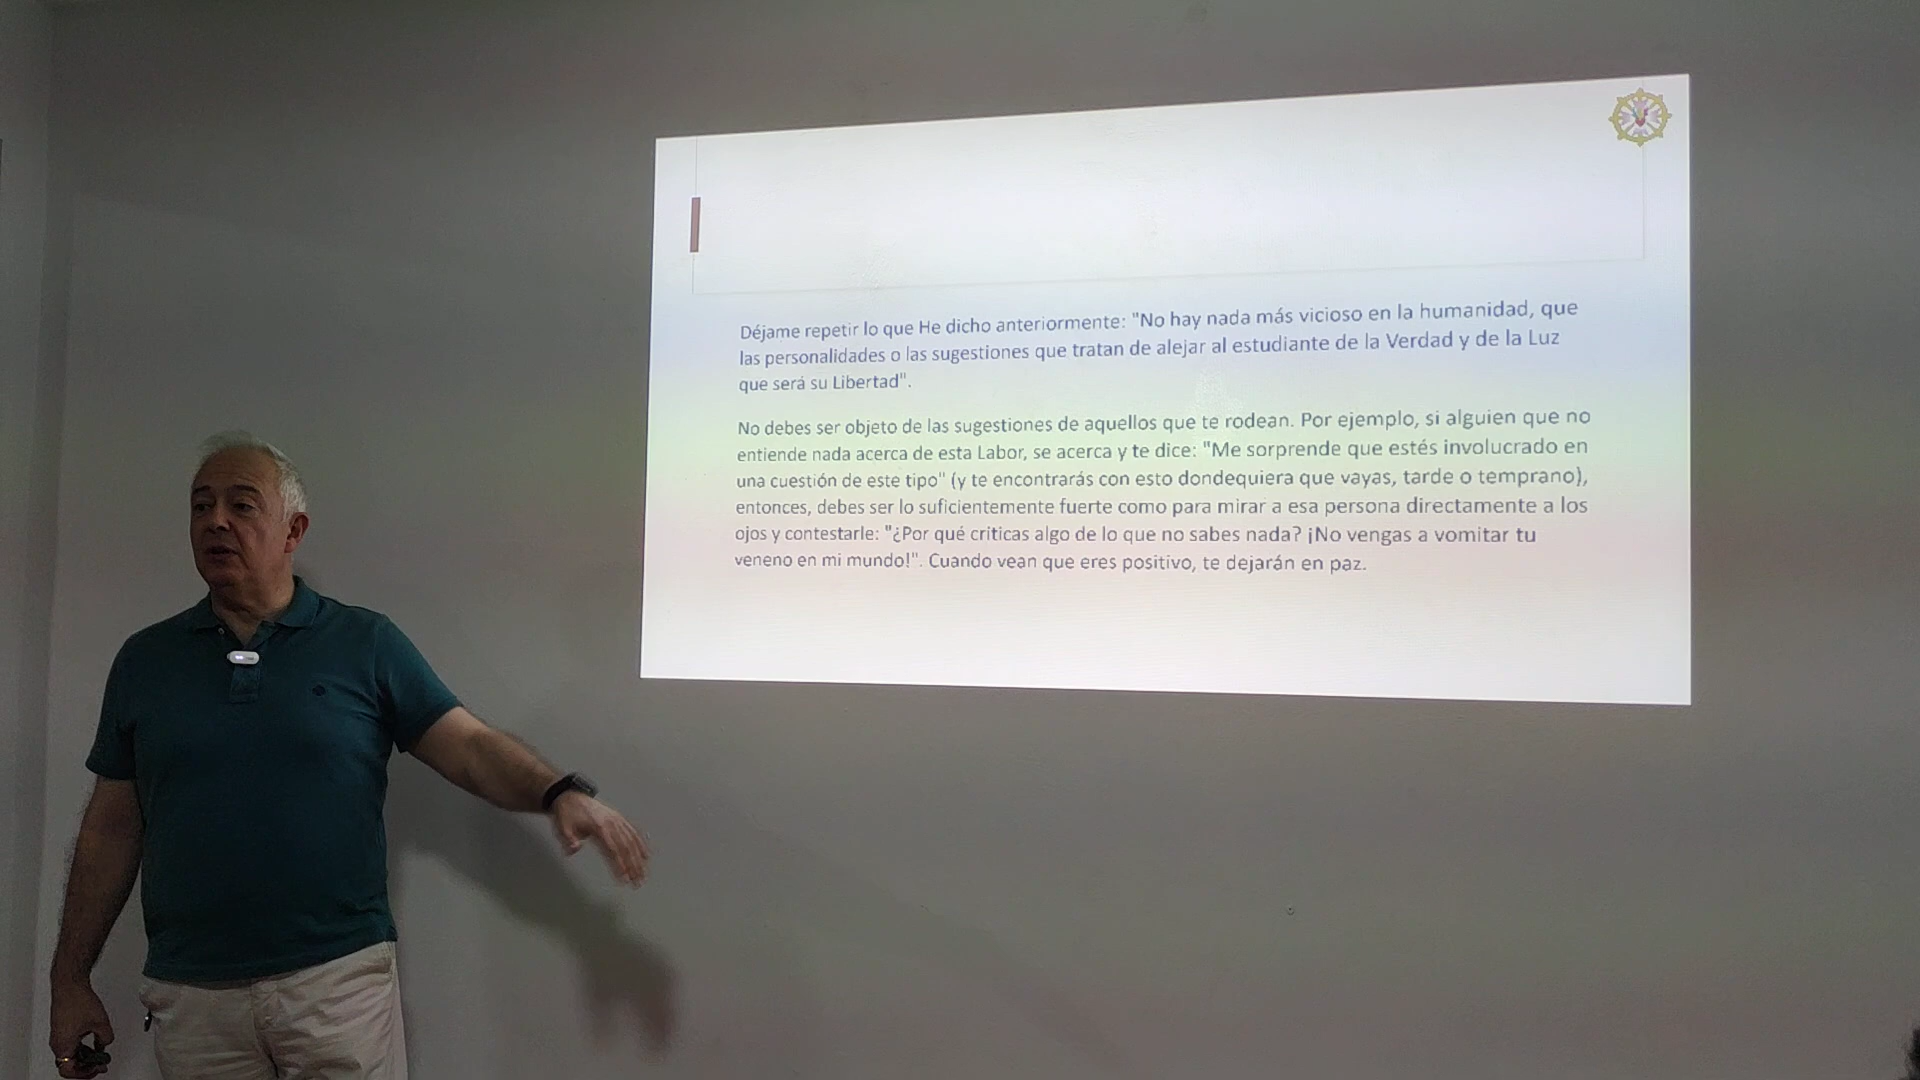 Déjame repetir lo que He dicho anteriormente: "No hay nada más vicioso en la humanidad, que
las personalidades o las sugestiones que tratan de alejar al estudiante de la Verdad y de la Luz
que será su Libertad".
No debes ser objeto de las sugestiones de aquellos que te rodean. Por ejemplo, si alguien que no
entiende nada acerca de esta Labor, se acerca y te dice: "Me sorprende que estés involucrado en
una cuestión de este tipo" (y te encontrarás con esto dondequiera que vayas, tarde o temprano),
entonces, debes ser lo suficientemente fuerte como para mirar a esa persona directamente a los
ojos y contestarle: "¿Por qué criticas algo de lo que no sabes nada? ¡No vengas a vomitar tu
veneno en mi mundo!". Cuando vean que eres positivo, te dejarán en paz.